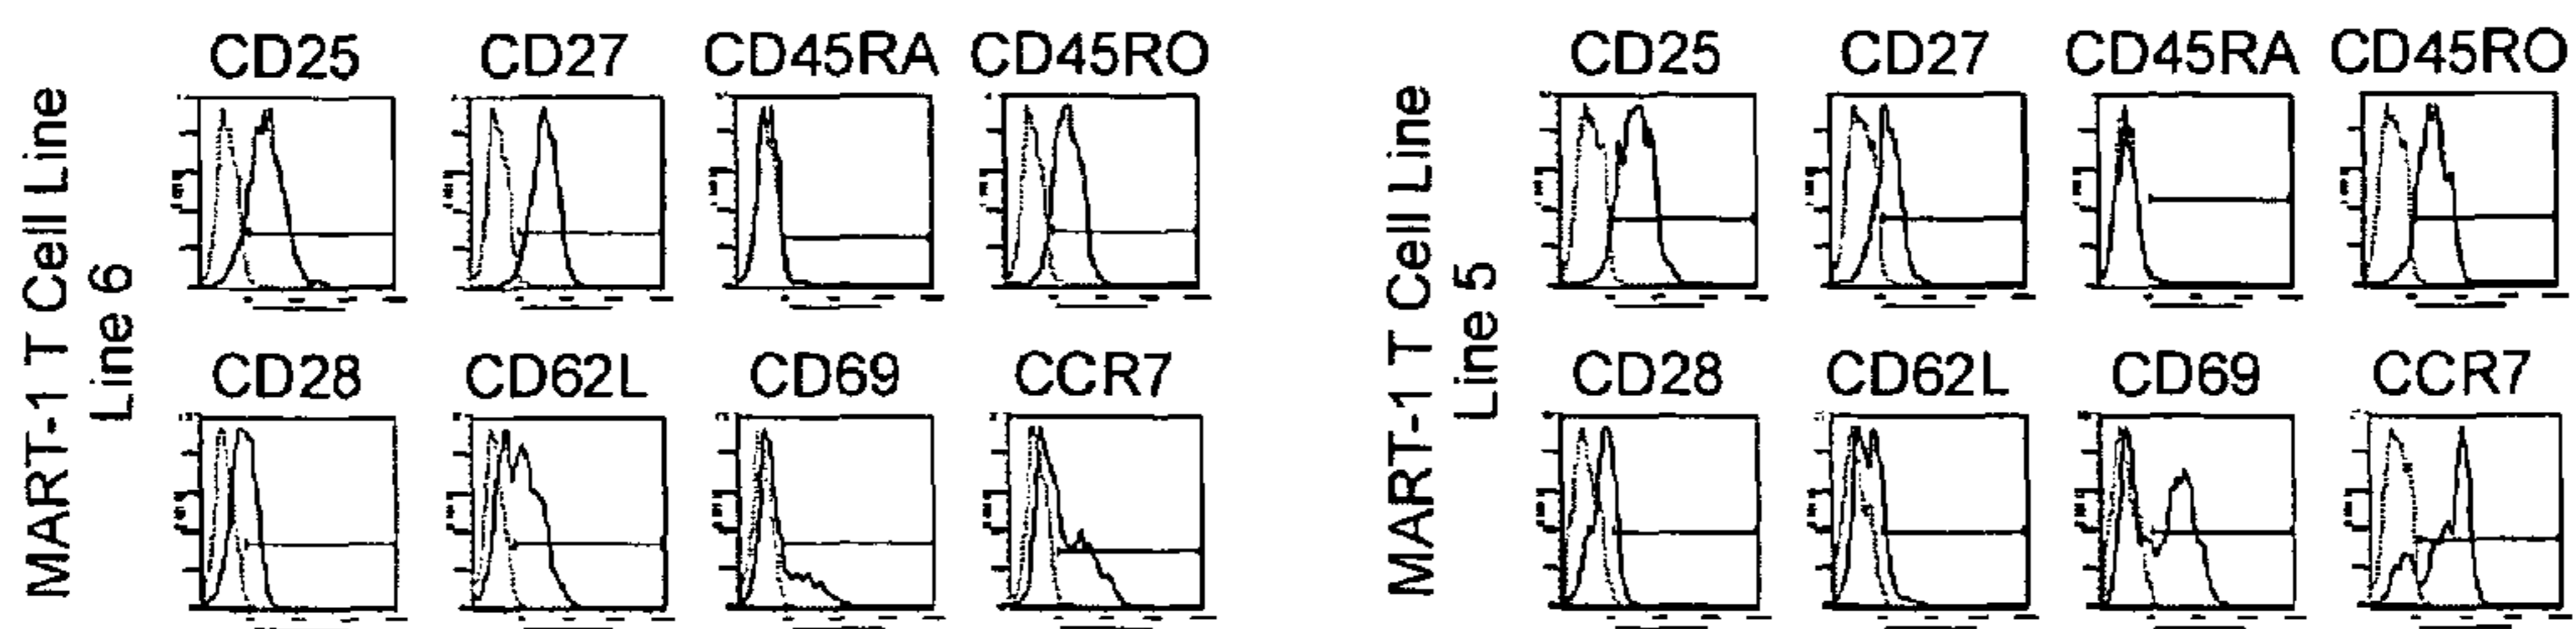 MART-1 T Cell Line
Line 6
CD25 CD27 CD45RA CD45RO
CD28 CD62L CD69 CCR7
MART-1 T Cell Line
Line 5
CD25 CD27 CD45RA CD45RO
CD28 CD62L CD69 CCR7